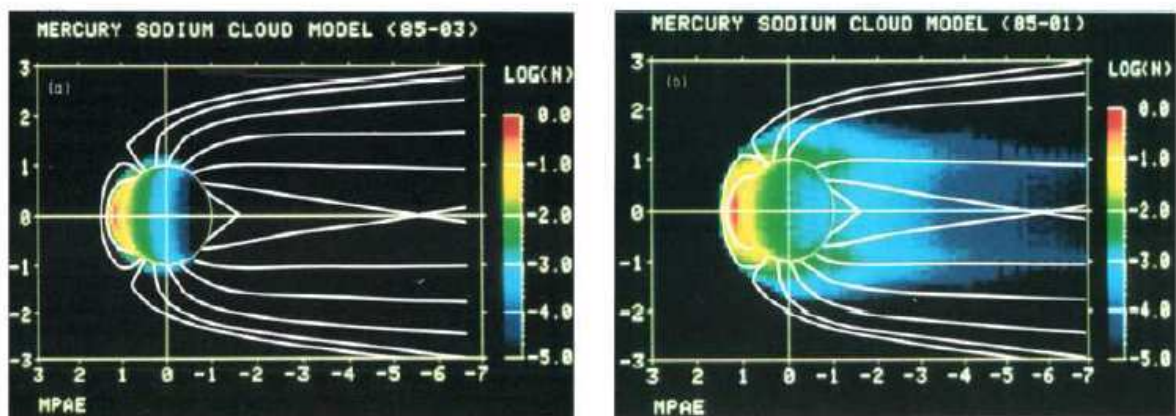 MERCURY SODIUM CLOUD MODEL (85-03)
(a)
LOG(N)
3
2
1
0
-1
-2
-3
3 2 1 0 -1 -2 -3 -4 -5 -6 -7
0.0
-1.0
-2.0
-3.0
-4.0
-5.0
MPAE
MERCURY SODIUM CLOUD MODEL (85-01)
(b)
LOG(N)
3
2
1
0
-1
-2
-3
3 2 1 0 -1 -2 -3 -4 -5 -6 -7
0.0
-1.0
-2.0
-3.0
-4.0
-5.0
MPAE